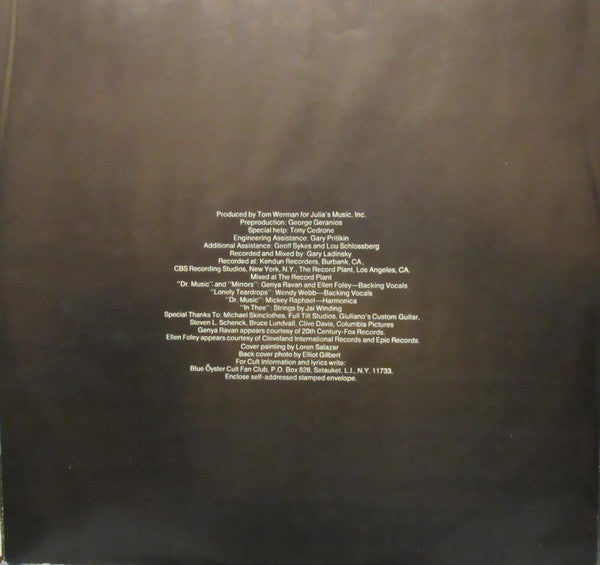 Produced by Tom Werman for Julia's Music, Inc.
Preproduction: George Geranios
Special help: Tony Cedrone
Engineering Assistance: Gary Pritikin
Additional Assistance: Geoff Sykes and Lou Schlossberg
Recorded and Mixed by: Gary Ladinsky
Recorded at: Kendun Recorders, Burbank, CA.,
CBS Recording Studios, New York, N.Y., The Record Plant, Los Angeles, CA.
Mixed at The Record Plant
"Dr. Music" and "Mirrors": Genya Ravan and Ellen Foley—Backing Vocals
"Lonely Teardrops": Wendy Webb—Backing Vocals
"Dr. Music": Mickey Raphael—Harmonica
"In Thee": Strings by Jai Winding
Special Thanks To: Michael Skinclothes, Full Tilt Studios, Giuliano's Custom Guitar,
Steven L. Schenck, Bruce Lundvall, Clive Davis, Columbia Pictures
Genya Ravan appears courtesy of 20th Century-Fox Records.
Ellen Foley appears courtesy of Cleveland International Records and Epic Records.
Cover painting by Loren Salazar
Back cover photo by Elliot Gilbert
For Cult Information and lyrics write:
Blue Öyster Cult Fan Club, P.O. Box 828, Setauket, L.I., N.Y. 11733.
Enclose self-addressed stamped envelope.